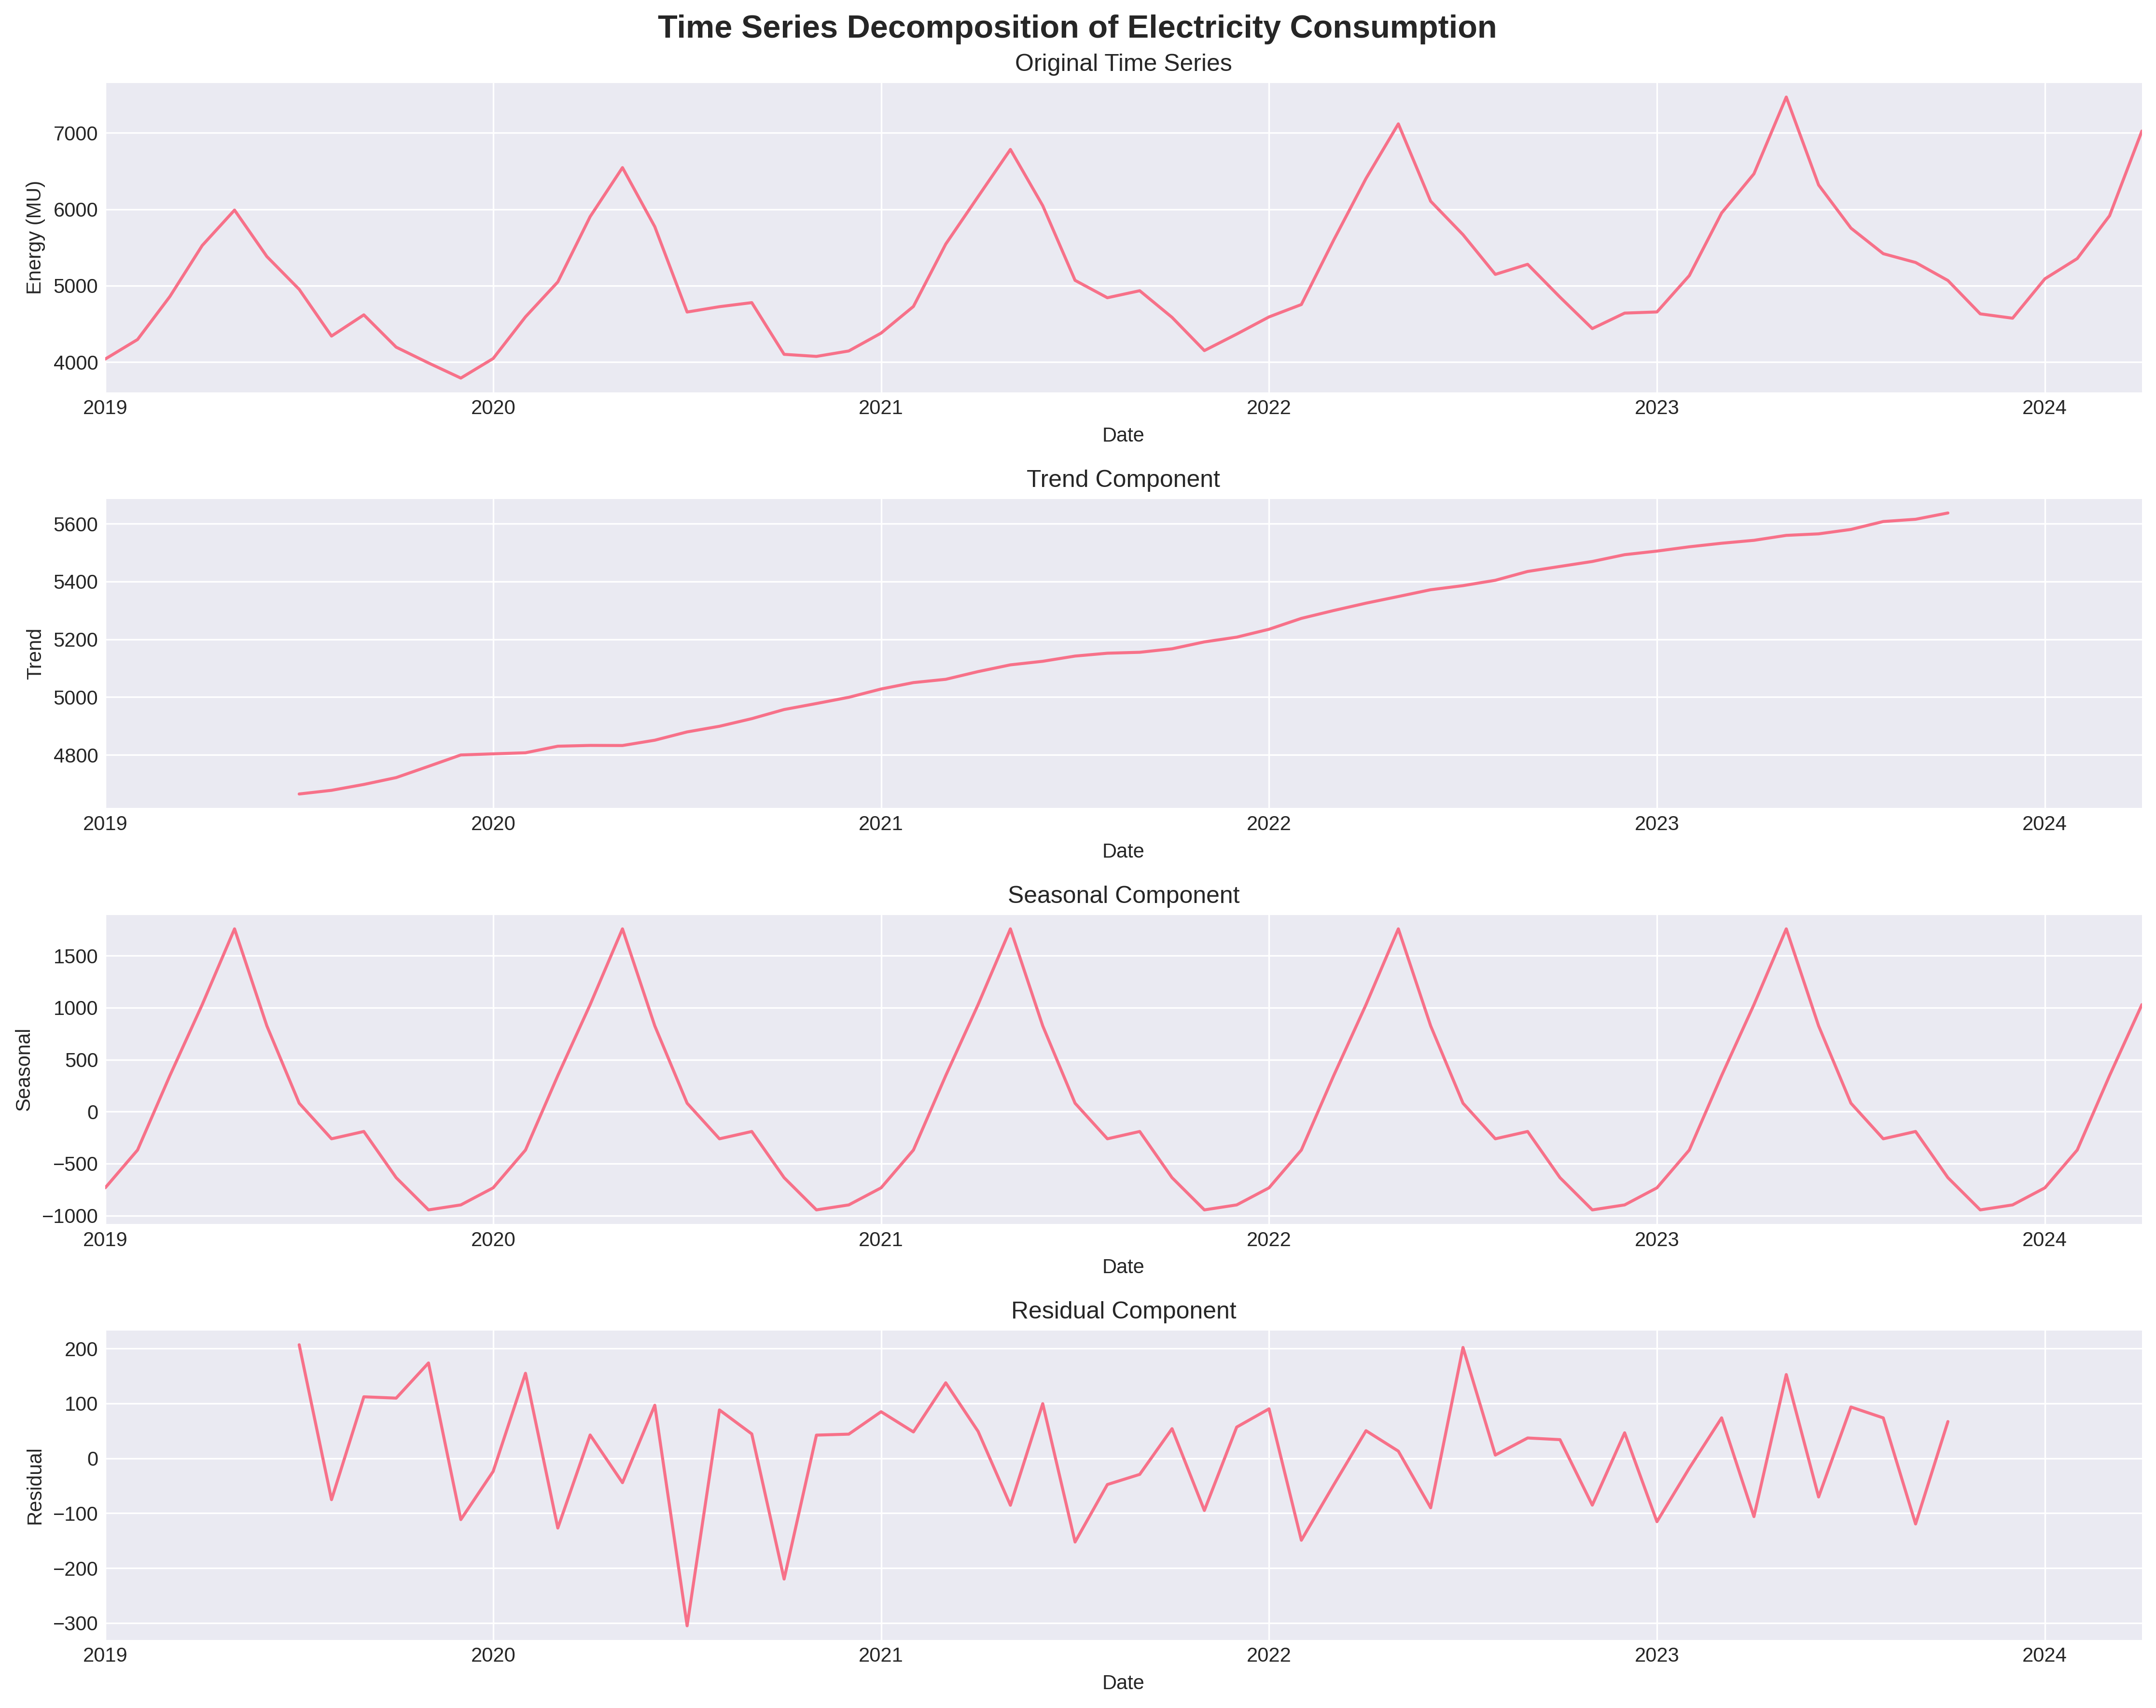 Time Series Decomposition of Electricity Consumption
Original Time Series
Energy (MU)
7000
6000
5000
4000
2019 2020 2021 2022 2023 2024
Date
Trend Component
Trend
5600
5400
5200
5000
4800
2019 2020 2021 2022 2023 2024
Date
Seasonal Component
Seasonal
1500
1000
500
0
−500
−1000
2019 2020 2021 2022 2023 2024
Date
Residual Component
Residual
200
100
0
−100
−200
−300
2019 2020 2021 2022 2023 2024
Date